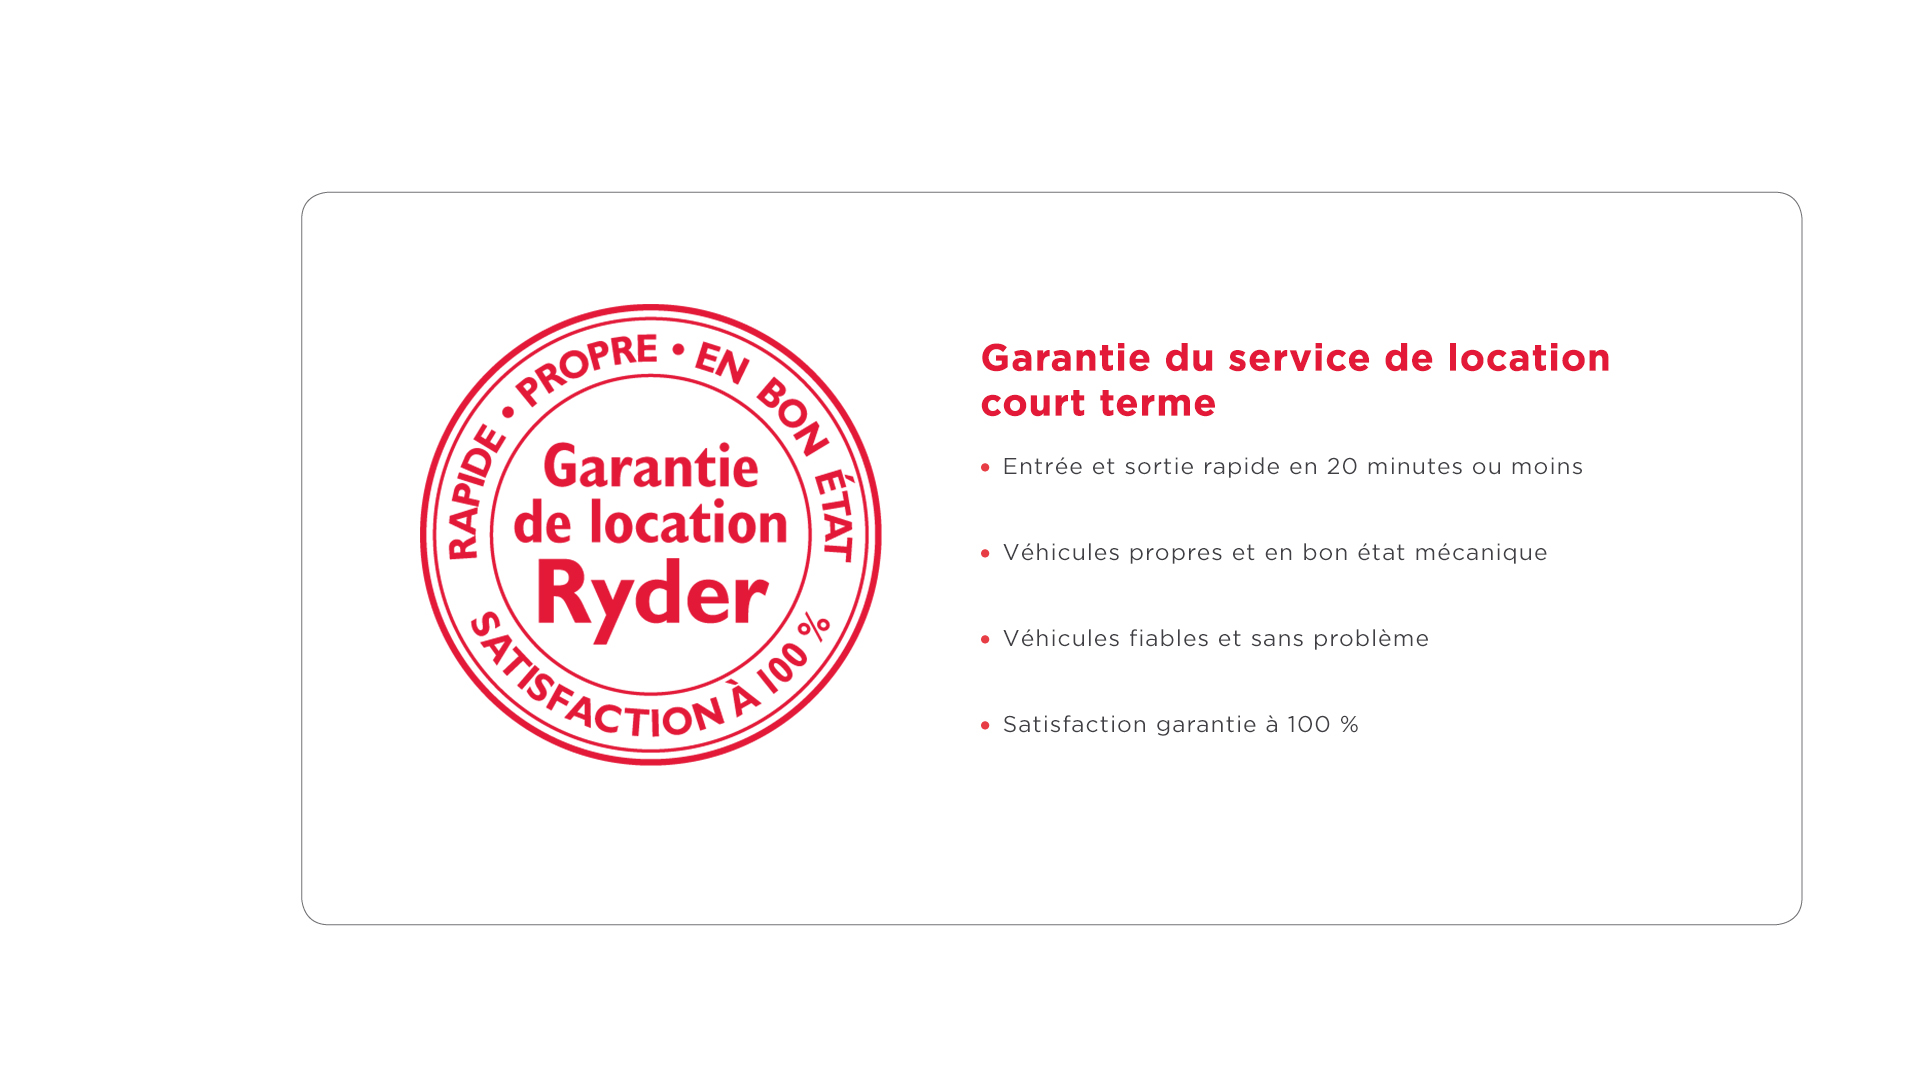 RAPIDE • PROPRE • EN BON ÉTAT
Garantie
de location
Ryder
SATISFACTION À 100 %
Garantie du service de location
court terme
• Entrée et sortie rapide en 20 minutes ou moins
• Véhicules propres et en bon état mécanique
• Véhicules fiables et sans problème
• Satisfaction garantie à 100 %